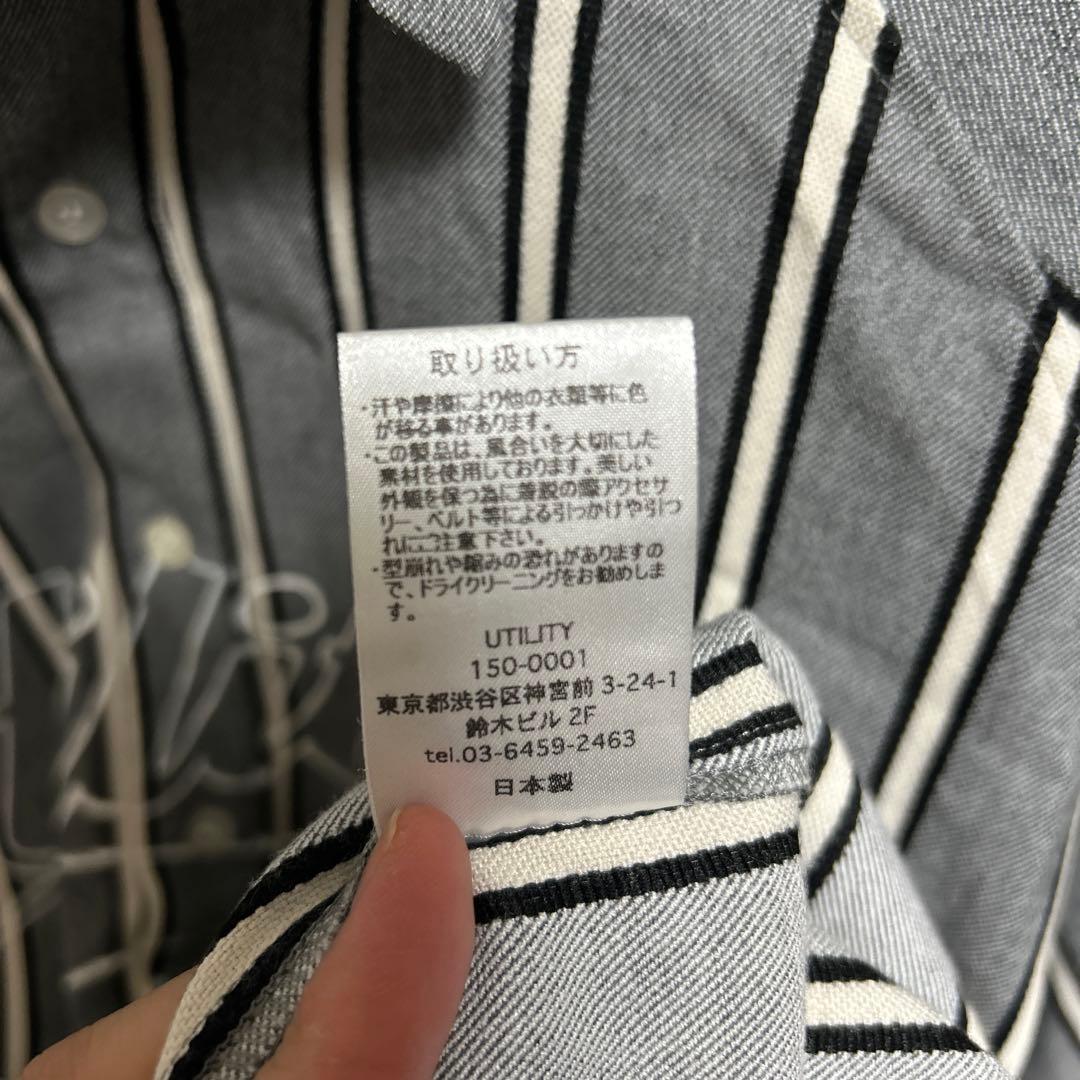 取り扱い方
・汗や摩擦により他の衣類等に色
が移る事があります。
・この製品は、風合いを大切にした
素材を使用しております。美しい
外観を保つ為に着脱の際アクセサ
リー、ベルト等による引っかけや引つ
れにご注意下さい。
・型崩れや縮みの恐れがありますの
で、ドライクリーニングをお勧めしま
す。
UTILITY
150-0001
東京都渋谷区神宮前 3-24-1
鈴木ビル 2F
tel.03-6459-2463
日本製